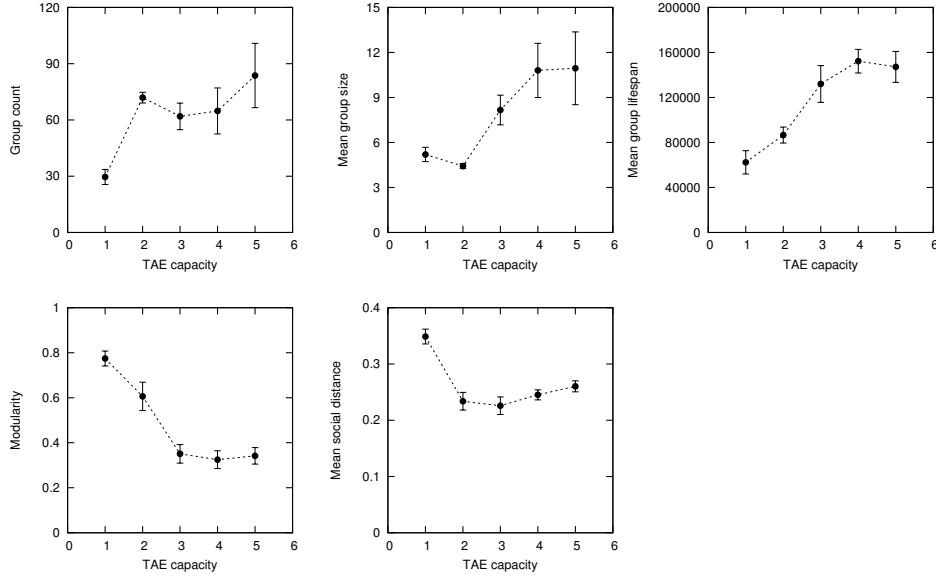 120
90
60
30
0
Group count
0 1 2 3 4 5 6
TAE capacity
15
12
9
6
3
0
Mean group size
0 1 2 3 4 5 6
TAE capacity
200000
160000
120000
80000
40000
0
Mean group lifespan
0 1 2 3 4 5 6
TAE capacity
1
0.8
0.6
0.4
0.2
0
Modularity
0 1 2 3 4 5 6
TAE capacity
0.4
0.3
0.2
0.1
0
Mean social distance
0 1 2 3 4 5 6
TAE capacity